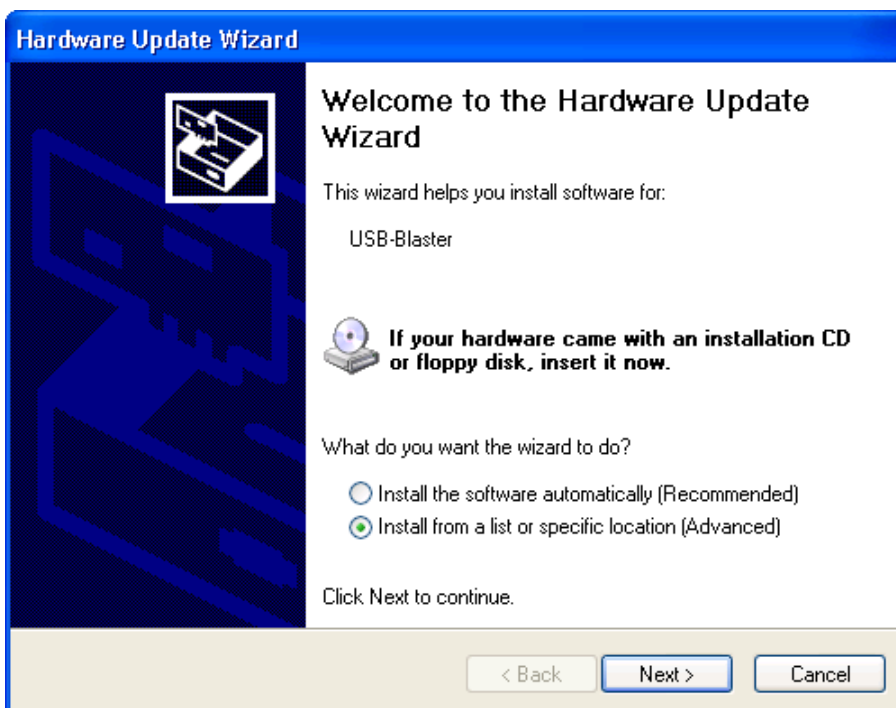 Hardware Update Wizard
Welcome to the Hardware Update
Wizard
This wizard helps you install software for:
USB-Blaster
If your hardware came with an installation CD
or floppy disk, insert it now.
What do you want the wizard to do?
Install the software automatically (Recommended)
Install from a list or specific location (Advanced)
Click Next to continue.
< Back Next > Cancel